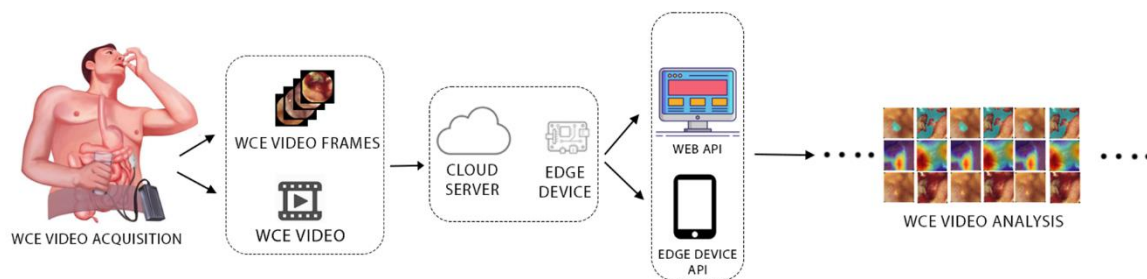 WCE VIDEO ACQUISITION
WCE VIDEO FRAMES
WCE VIDEO
CLOUD
SERVER
EDGE
DEVICE
WEB API
EDGE DEVICE
API
WCE VIDEO ANALYSIS